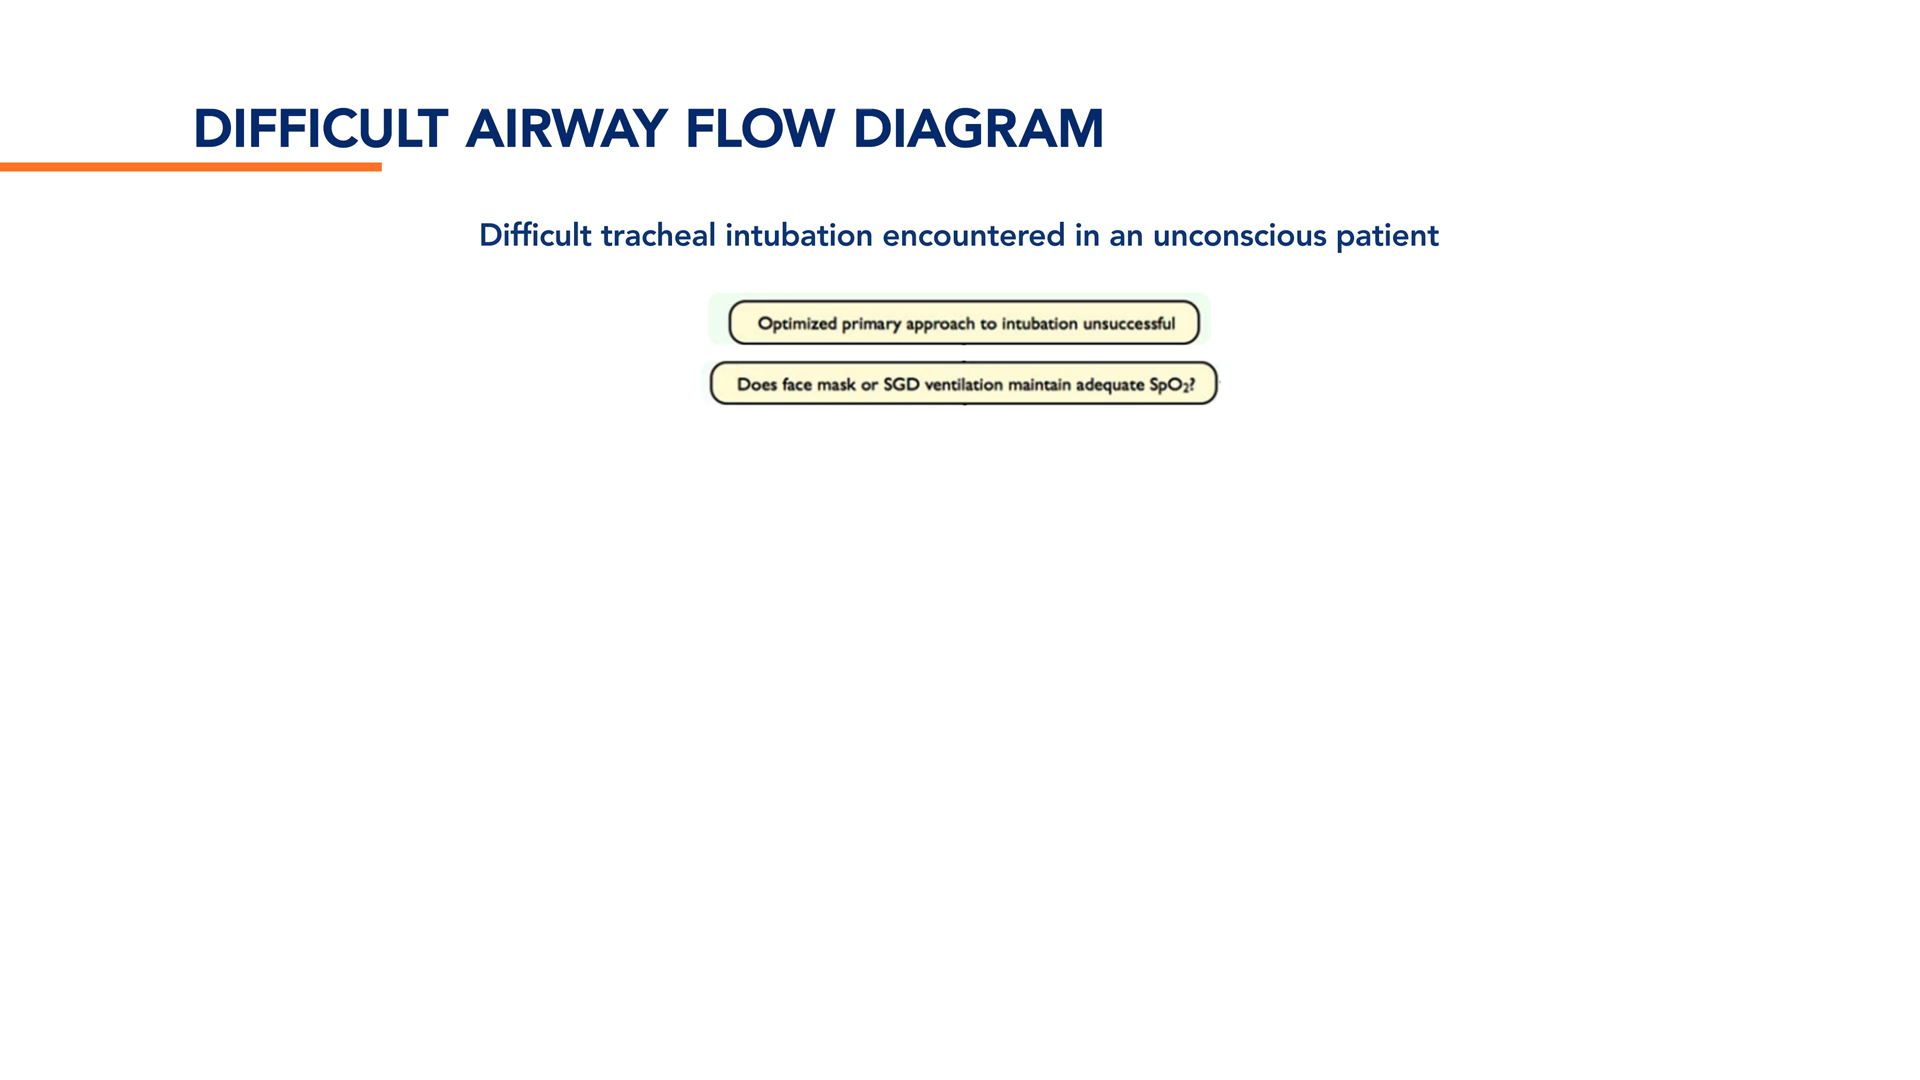 DIFFICULT AIRWAY FLOW DIAGRAM
Difficult tracheal intubation encountered in an unconscious patient
Optimized primary approach to intubation unsuccessful
Does face mask or SGD ventilation maintain adequate SpO₂?